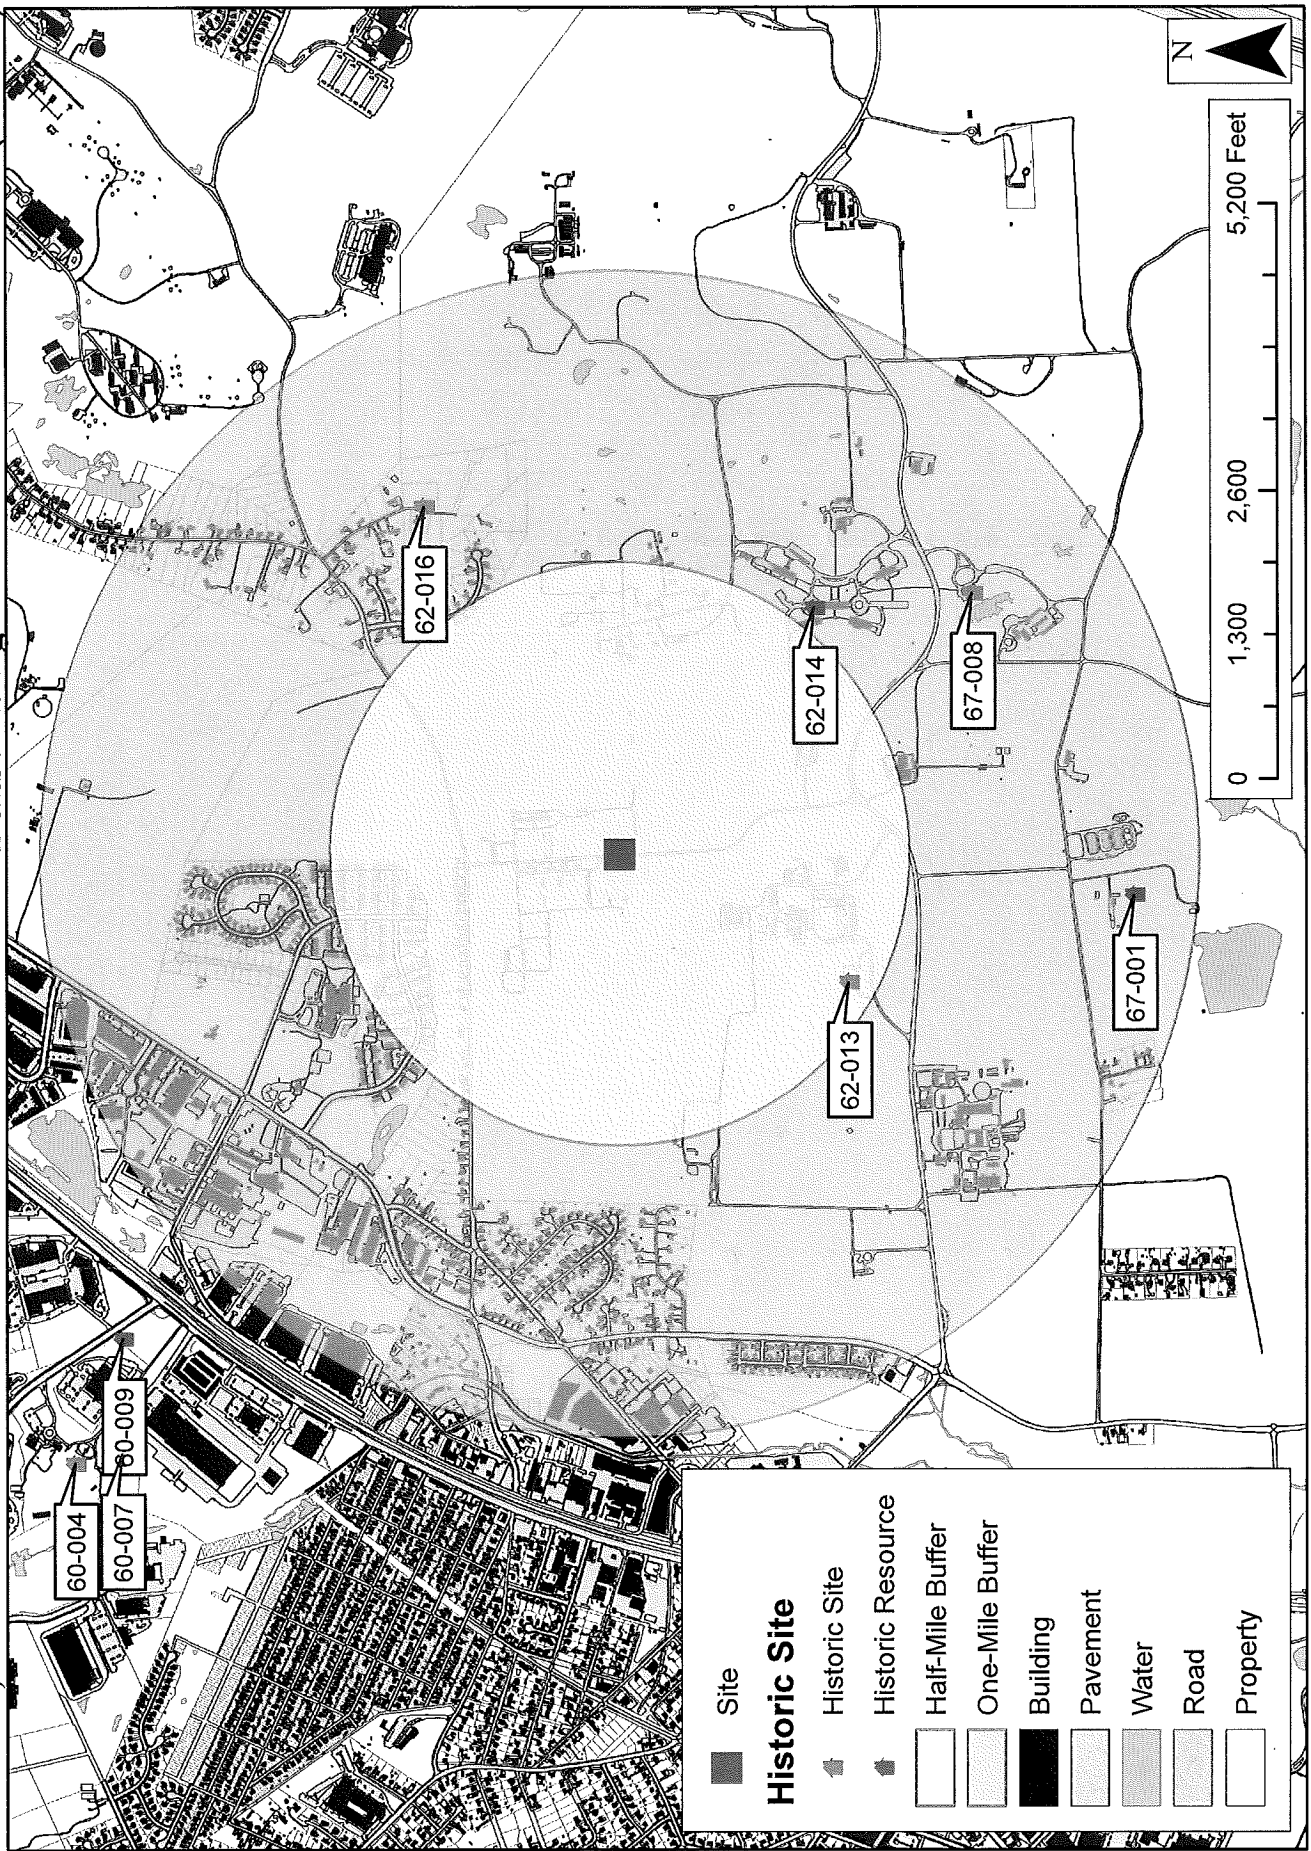 N
5,200 Feet
2,600
1,300
0
62-016
62-014
67-008
67-001
62-013
60-009
60-007
60-004
Site
Historic Site
Historic Site
Historic Resource
Half-Mile Buffer
One-Mile Buffer
Building
Pavement
Water
Road
Property